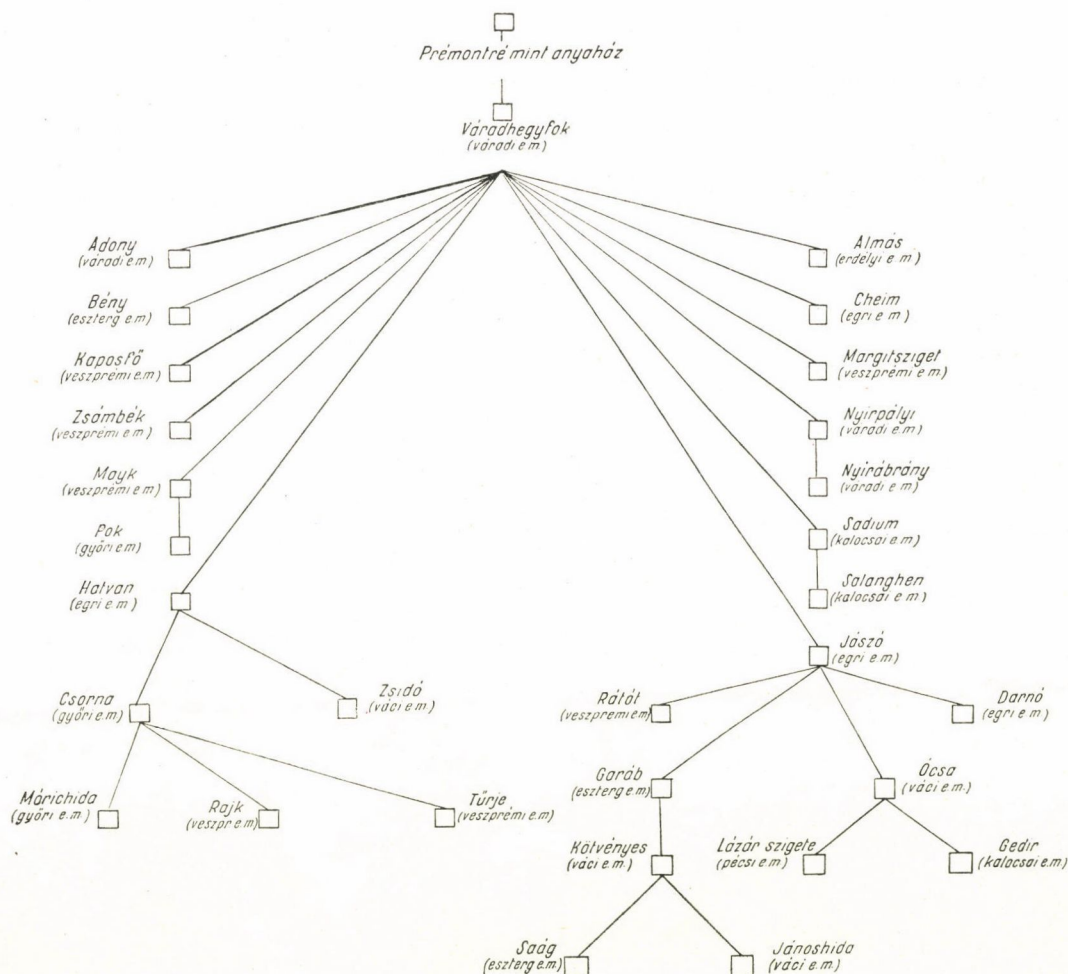 Prémontré mint anyaház
Váradhegyfok
(váradi e.m.)
Adony
(váradi e.m.)
Bény
(eszterg e.m)
Kaposfő
(veszprémi e.m)
Zsámbék
(veszprémi e.m.)
Mayk
(veszprémi e.m)
Pok
(győri e.m)
Hatvan
(egri e.m.)
Csorna
(győri e.m)
Zsidó
(váci e.m.)
Márichida
(győri e.m.)
Rajk
(veszpr. e.m)
Türje
(veszprémi e.m)
Almás
(erdélyi e.m.)
Cheim
(egri e.m)
Margitsziget
(veszprémi e.m.)
Nyirpályi
(váradi e.m.)
Nyirábrány
(váradi e.m)
Sadium
(kalocsai e.m.)
Salanghen
(kalocsai e.m.)
Jászó
(egri e.m)
Rátót
(veszprémi em)
Darnó
(egri e.m)
Garáb
(eszterg e.m)
Ócsa
(váci e.m.)
Kötvényes
(váci e.m.)
Lázár szigete
(pécsi e.m.)
Gedir
(kalocsai e.m.)
Saág
(eszterg e.m.)
Jánoshida
(váci e.m.)